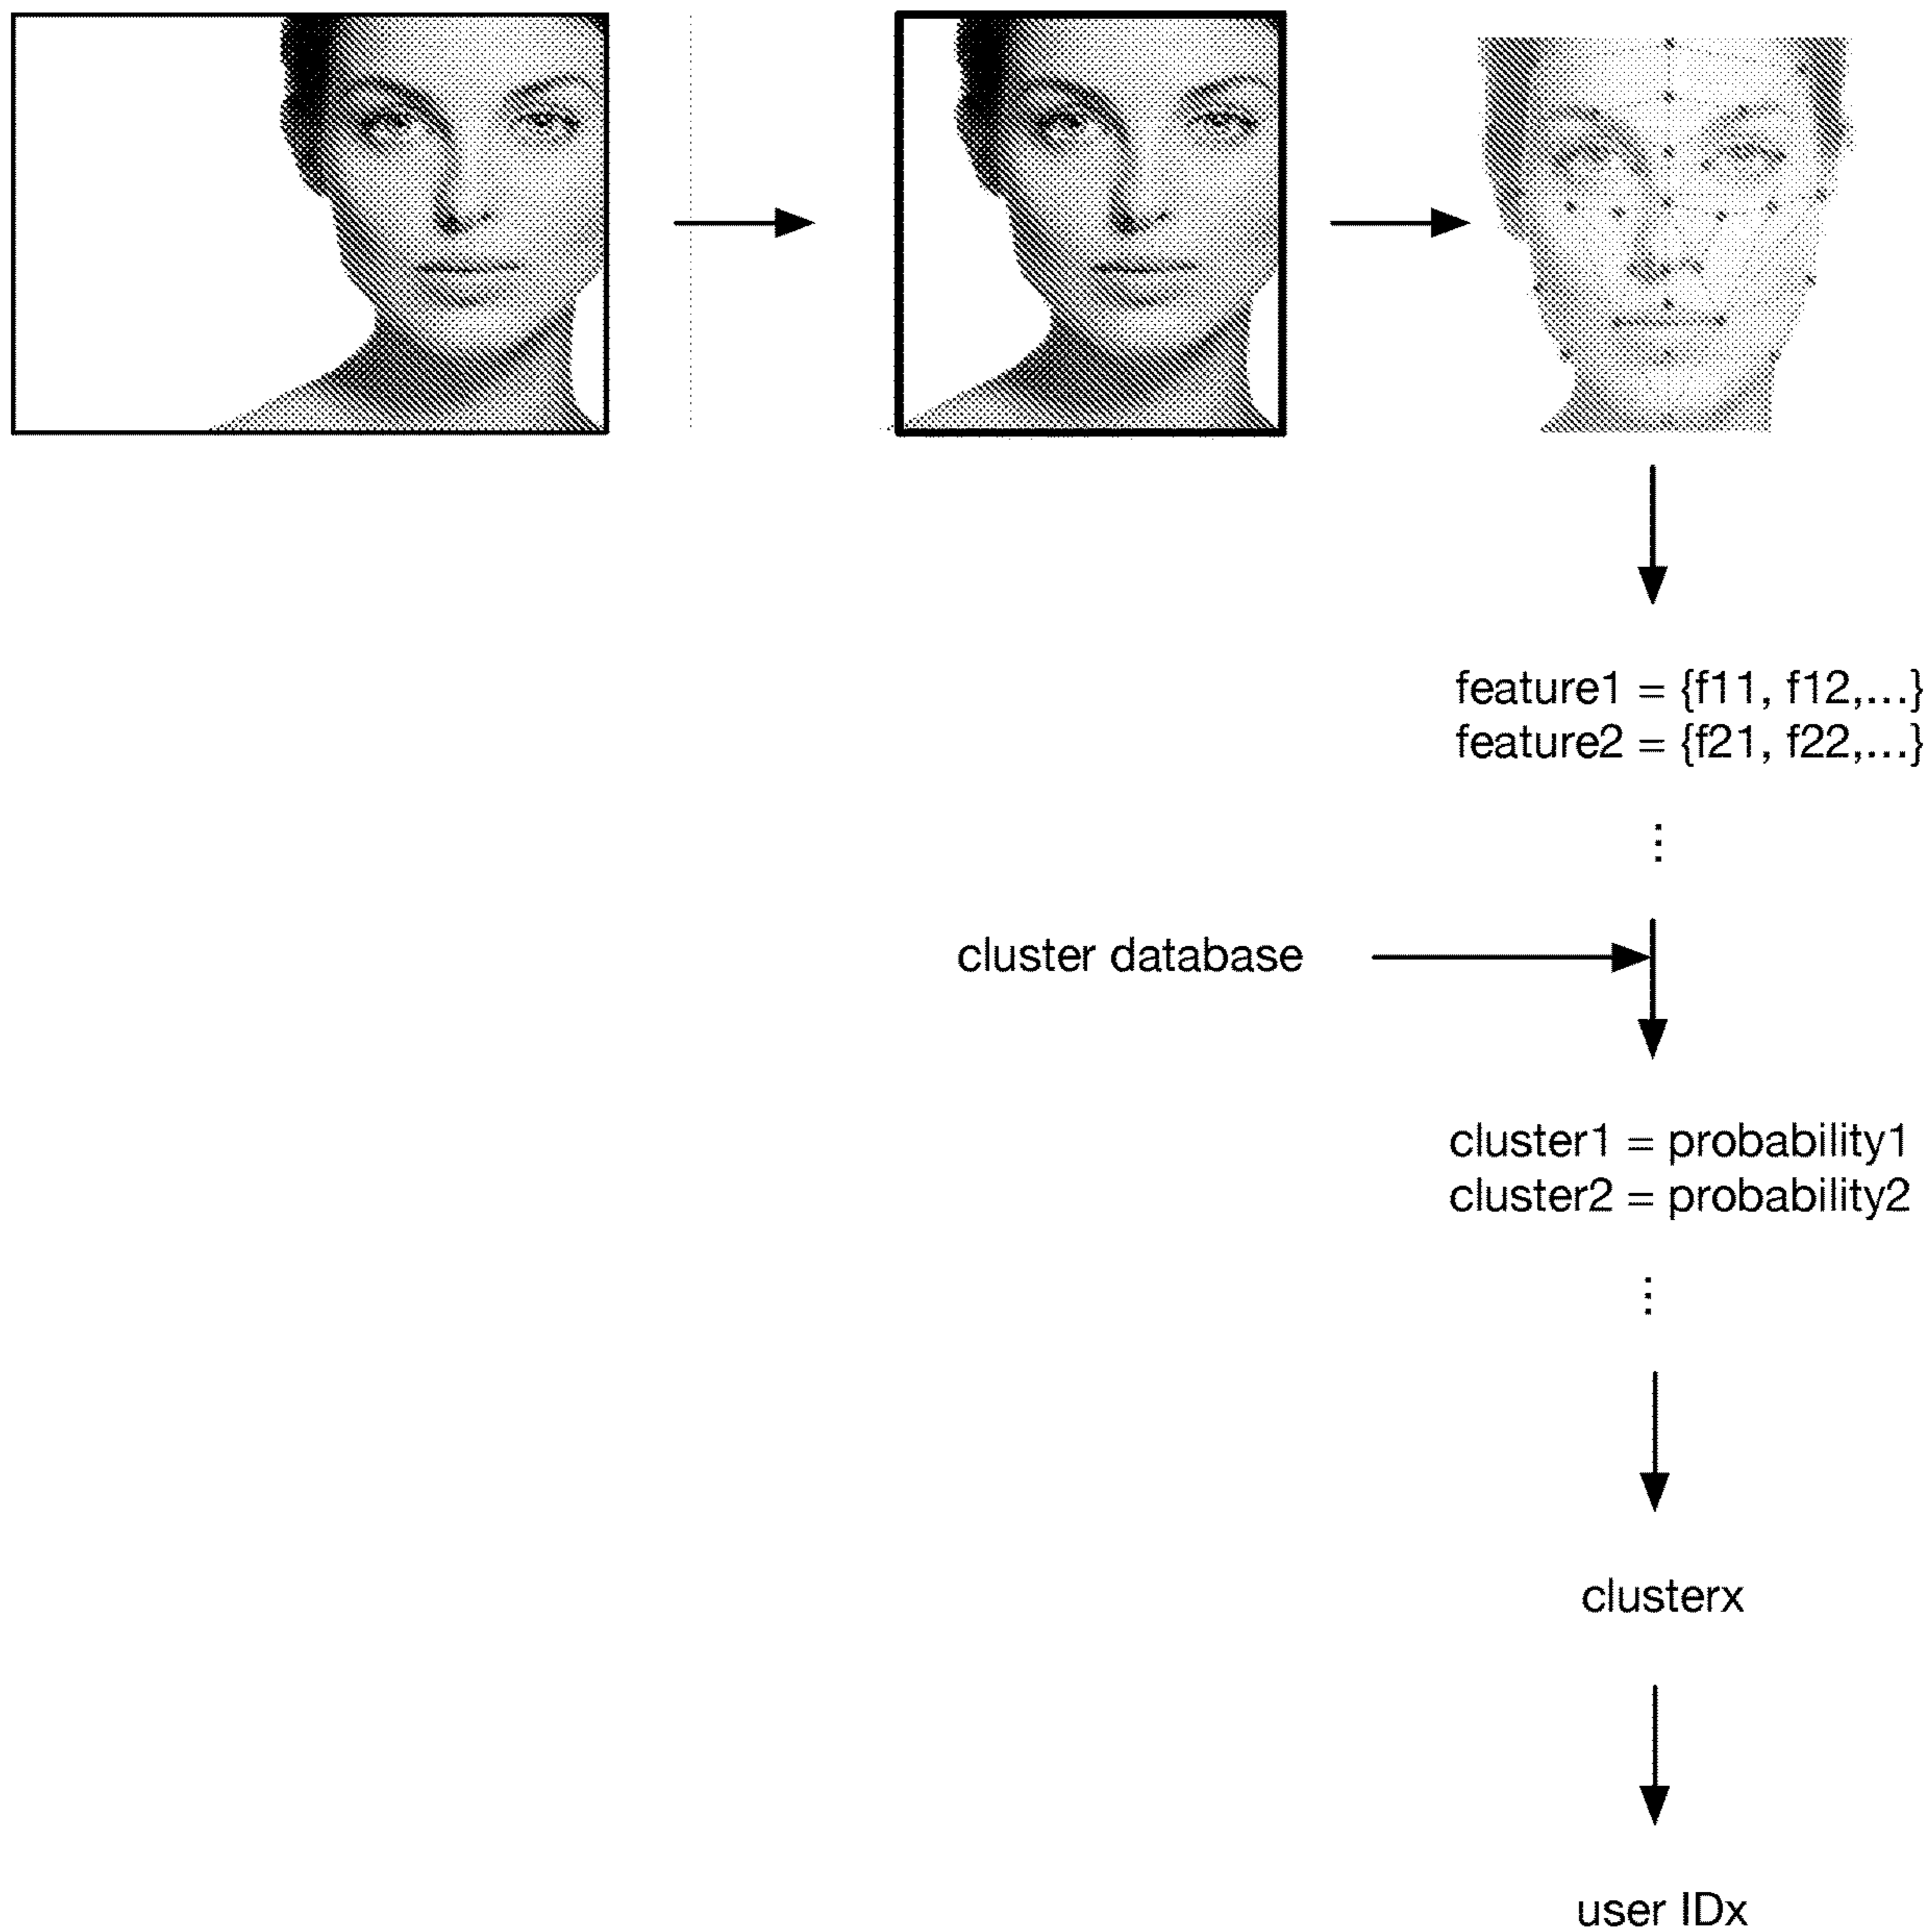 feature1 = {f11, f12,...}
feature2 = {f21, f22,...}
⋮
cluster database
cluster1 = probability1
cluster2 = probability2
⋮
clusterx
user IDx